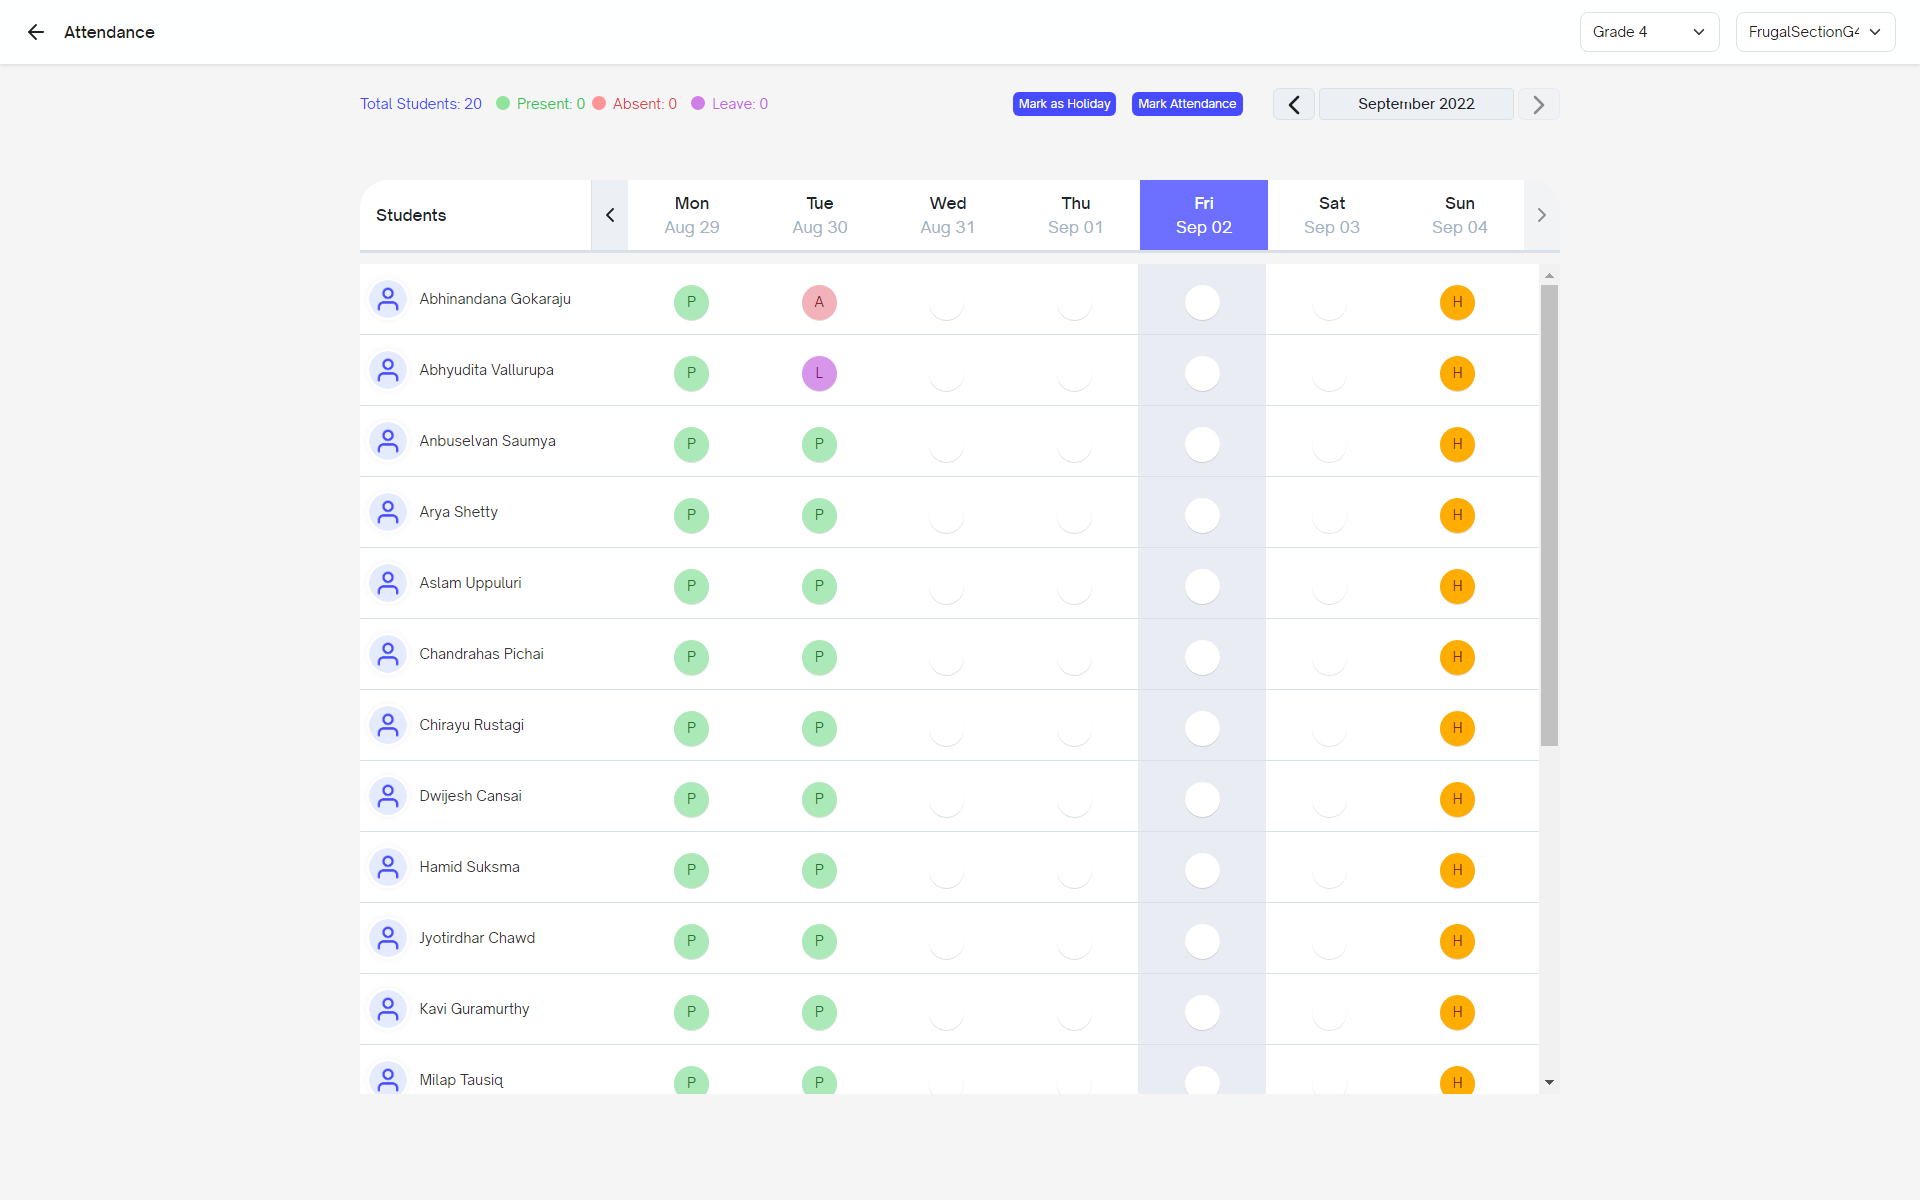 Attendance
Grade 4
FrugalSectionG4
Total Students: 20 Present: 0 Absent: 0 Leave: 0
Mark as Holiday
Mark Attendance
September 2022
Students
Mon Tue Wed Thu Fri Sat Sun
Aug 29 Aug 30 Aug 31 Sep 01 Sep 02 Sep 03 Sep 04
Abhinandana Gokaraju P A H
Abhyudita Vallurupa P L H
Anbuselvan Saumya P P H
Arya Shetty P P H
Aslam Uppuluri P P H
Chandrahas Pichai P P H
Chirayu Rustagi P P H
Dwijesh Cansai P P H
Hamid Suksma P P H
Jyotirdhar Chawd P P H
Kavi Guramurthy P P H
Milap Tausiq P P H